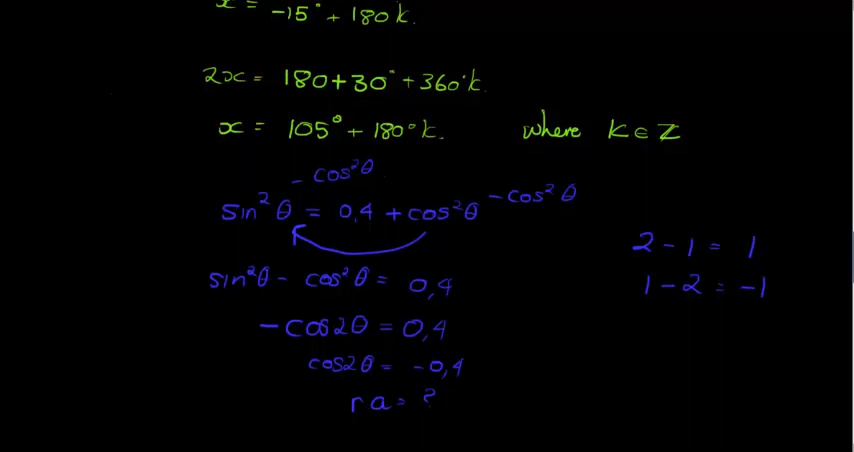 x = -15° + 180k.
2x = 180+30° + 360°k.
x = 105° + 180°k. where K ∈ Z
- cos²θ
sin²θ = 0,4 + cos²θ - cos²θ
2 - 1 = 1
sin²θ - cos²θ = 0,4
1 - 2 = -1
- cos2θ = 0,4
cos2θ = - 0,4
ra = ?